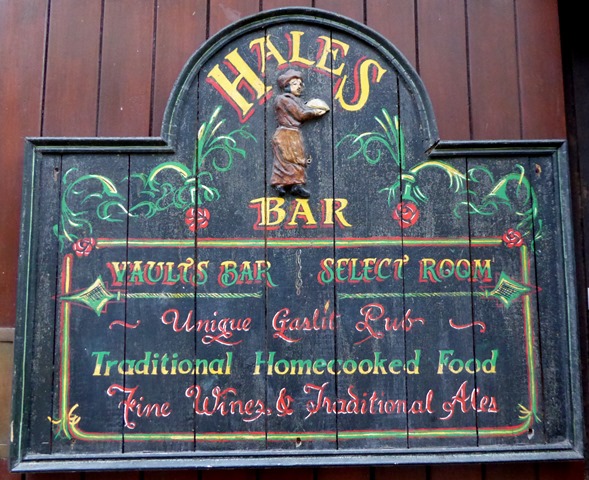 HALES
BAR
VAULTS BAR SELECT ROOM
~ Unique Gaslit Pub ~
Traditional Homecooked Food
Fine Wines, & Traditional Ales